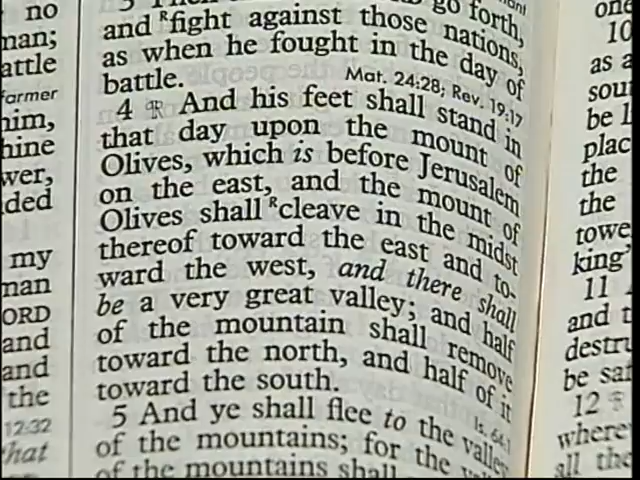 no
man;
attle
farmer
him,
hine
wer,
ded
my
man
ORD
and
and
the
12:32
that
go forth,
and ᴿfight against those nations,
as when he fought in the day of
battle. Mat. 24:28; Rev. 19:17
4 And his feet shall stand in
that day upon the mount of
Olives, which is before Jerusalem
on the east, and the mount of
Olives shall ᴿcleave in the midst
thereof toward the east and to-
ward the west, and there shall
be a very great valley; and half
of the mountain shall remove
toward the north, and half of it
toward the south. Is. 64:1
5 And ye shall flee to the valley
of the mountains; for the
of the mountains shall
one
10
as a
sou
be l
plac
the
the
towe
king'
11
and t
destru
be saf
12
where
all the